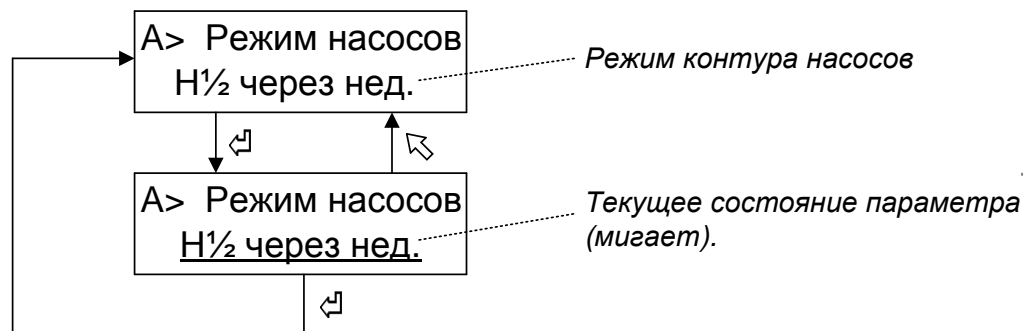 А> Режим насосов
Н½ через нед.
Режим контура насосов
А> Режим насосов
Н½ через нед.
Текущее состояние параметра
(мигает).